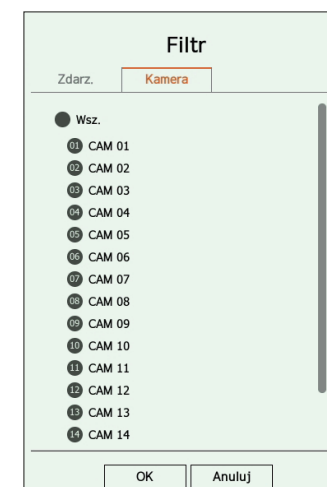 Filtr
Zdarz. Kamera
Wsz.
01 CAM 01
02 CAM 02
03 CAM 03
04 CAM 04
05 CAM 05
06 CAM 06
07 CAM 07
08 CAM 08
09 CAM 09
10 CAM 10
11 CAM 11
12 CAM 12
13 CAM 13
14 CAM 14
OK Anuluj